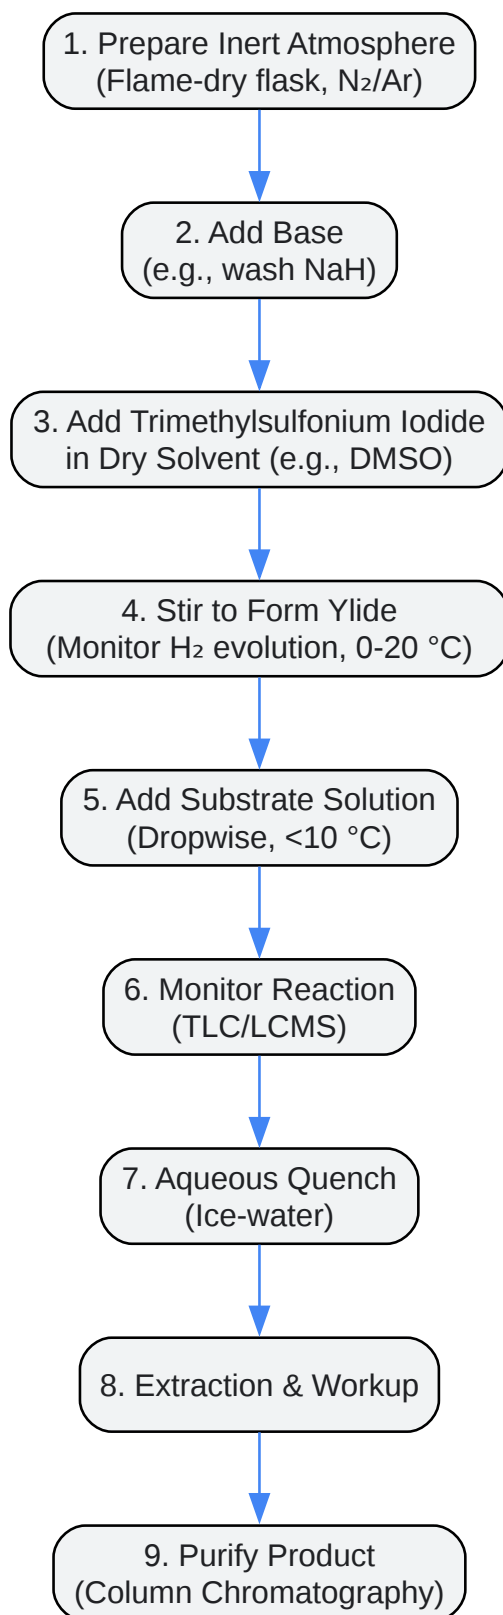 1. Prepare Inert Atmosphere
(Flame-dry flask, N₂/Ar)
2. Add Base
(e.g., wash NaH)
3. Add Trimethylsulfonium Iodide
in Dry Solvent (e.g., DMSO)
4. Stir to Form Ylide
(Monitor H₂ evolution, 0-20 °C)
5. Add Substrate Solution
(Dropwise, <10 °C)
6. Monitor Reaction
(TLC/LCMS)
7. Aqueous Quench
(Ice-water)
8. Extraction & Workup
9. Purify Product
(Column Chromatography)